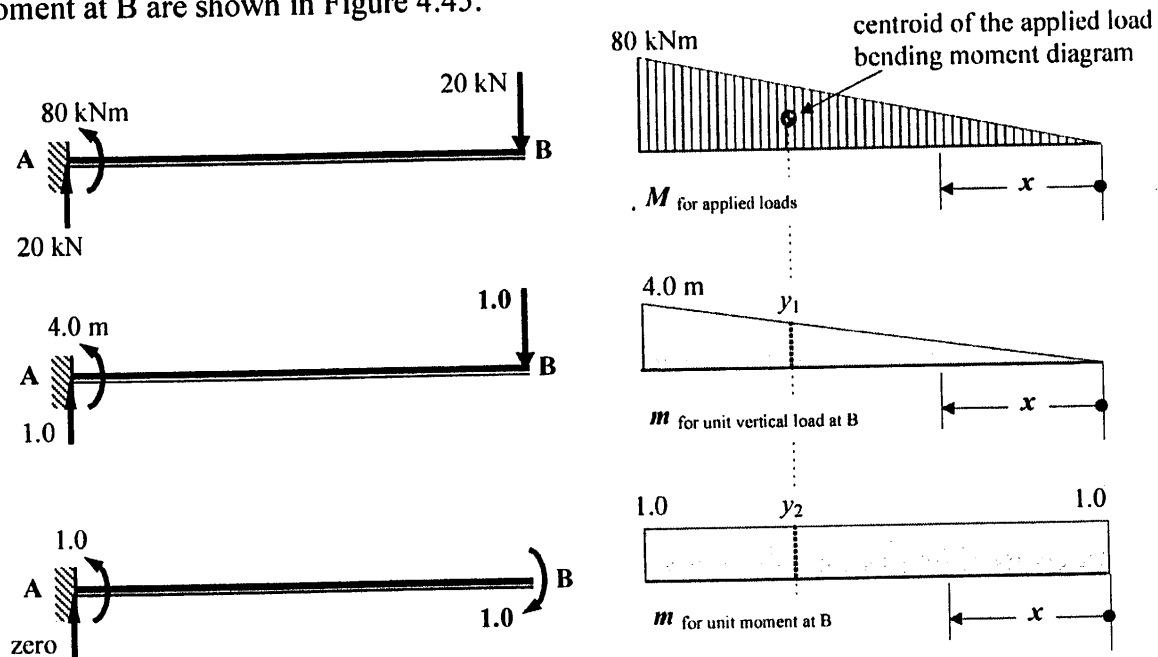 oment at B are shown in Figure 4.45.
80 kNm
centroid of the applied load
bending moment diagram
20 kN
80 kNm
A
B
20 kN
x
M for applied loads
4.0 m
y1
1.0
4.0 m
A
B
1.0
x
m for unit vertical load at B
1.0
y2
1.0
1.0
A
B
1.0
zero
x
m for unit moment at B